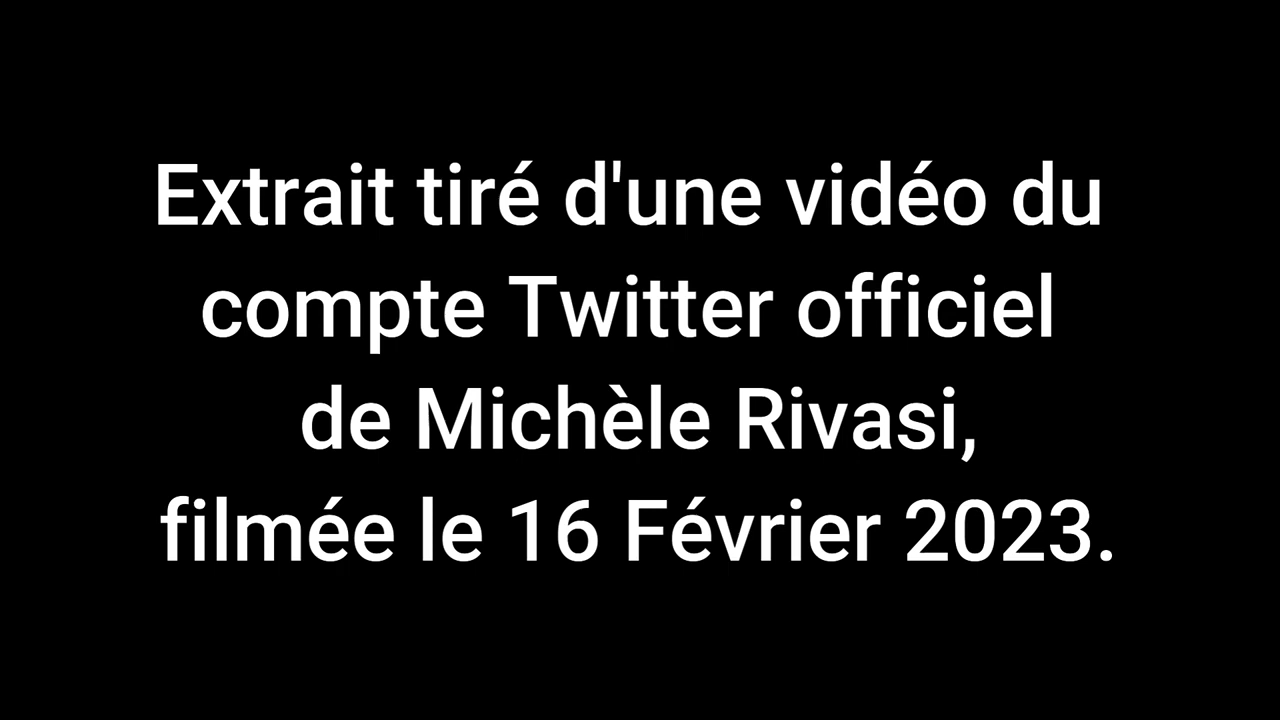 Extrait tiré d'une vidéo du
compte Twitter officiel
de Michèle Rivasi,
filmée le 16 Février 2023.